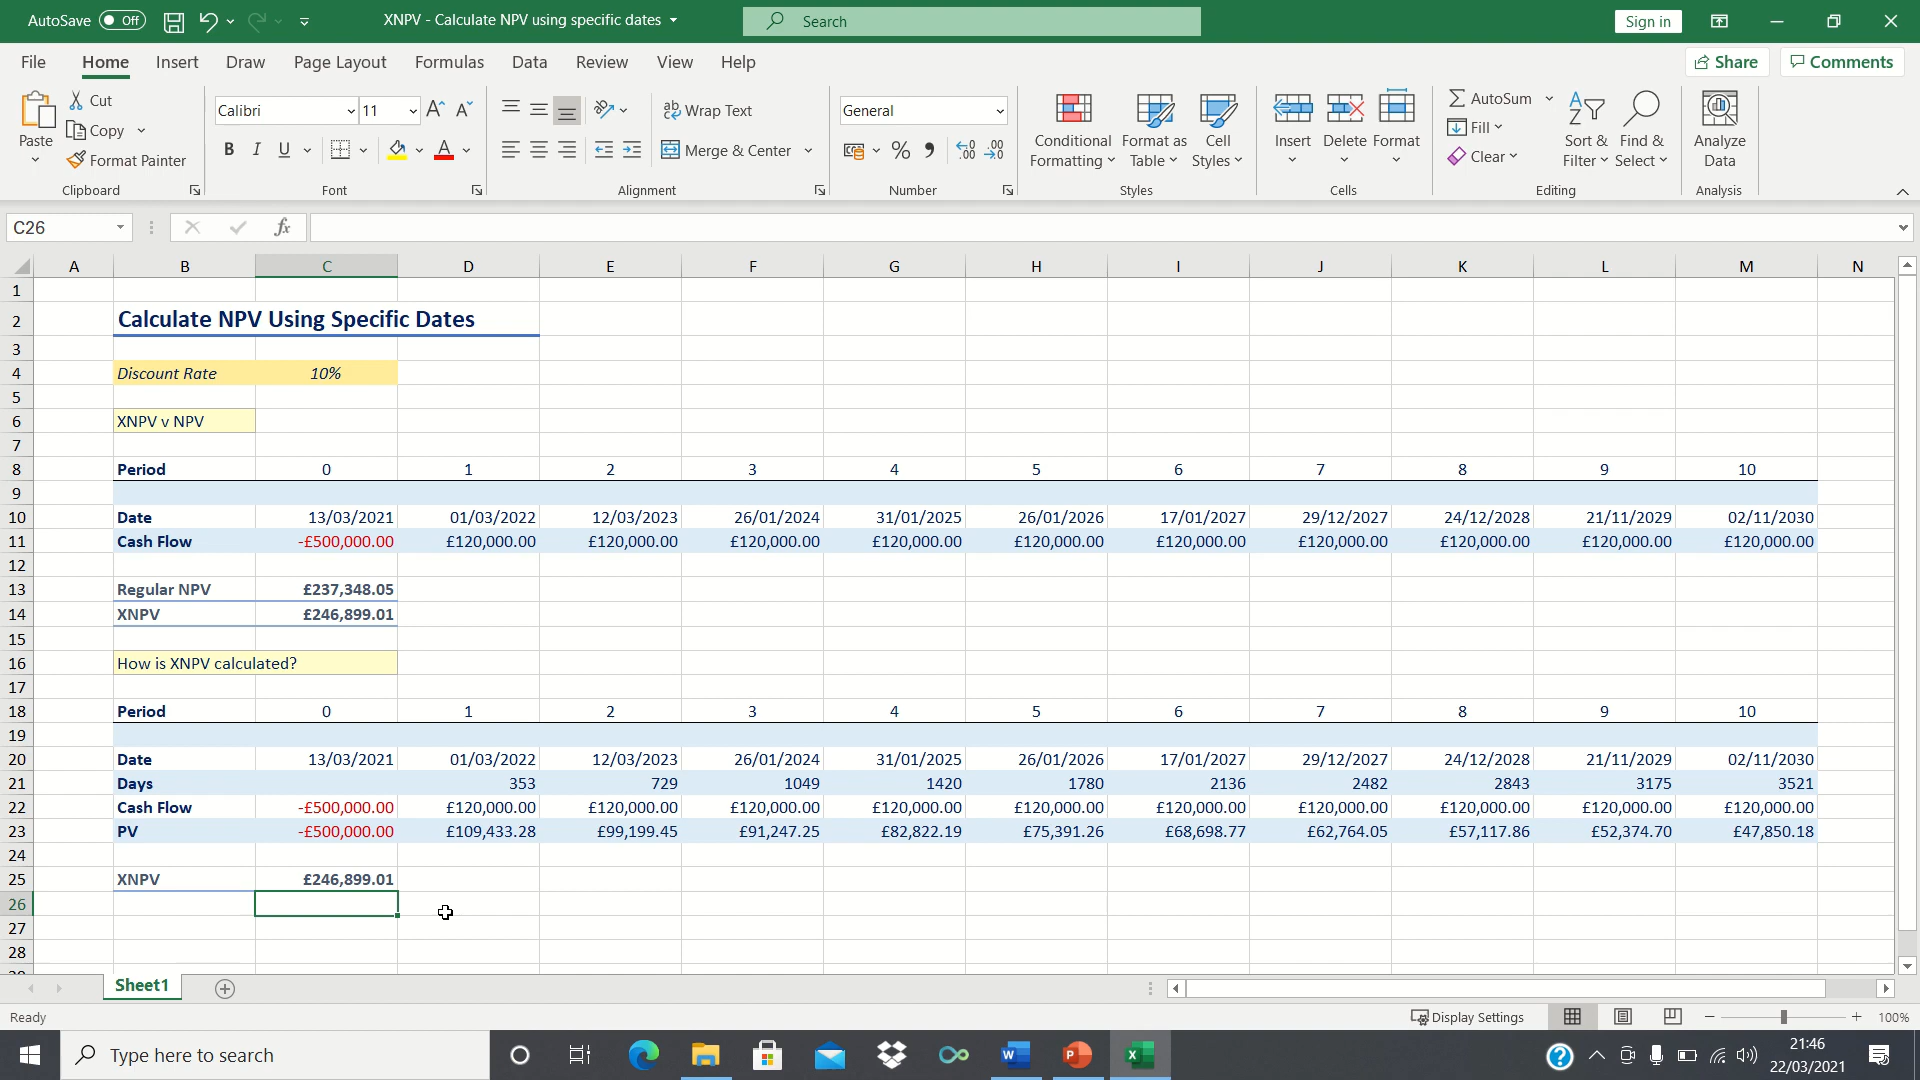 AutoSave Off XNPV - Calculate NPV using specific dates Search Sign in
File Home Insert Draw Page Layout Formulas Data Review View Help Share Comments
Paste Cut Copy Format Painter Clipboard
Calibri 11 B I U A Font
ab Wrap Text Merge & Center Alignment
General % Number
Conditional Formatting Format as Table Cell Styles Styles
Insert Delete Format Cells
AutoSum Fill Clear Sort & Filter Find & Select Editing
Analyze Data Analysis
C26 fx
A B C D E F G H I J K L M N
1
2 Calculate NPV Using Specific Dates
3
4 Discount Rate 10%
5
6 XNPV v NPV
7
8 Period 0 1 2 3 4 5 6 7 8 9 10
9
10 Date 13/03/2021 01/03/2022 12/03/2023 26/01/2024 31/01/2025 26/01/2026 17/01/2027 29/12/2027 24/12/2028 21/11/2029 02/11/2030
11 Cash Flow -£500,000.00 £120,000.00 £120,000.00 £120,000.00 £120,000.00 £120,000.00 £120,000.00 £120,000.00 £120,000.00 £120,000.00 £120,000.00
12
13 Regular NPV £237,348.05
14 XNPV £246,899.01
15
16 How is XNPV calculated?
17
18 Period 0 1 2 3 4 5 6 7 8 9 10
19
20 Date 13/03/2021 01/03/2022 12/03/2023 26/01/2024 31/01/2025 26/01/2026 17/01/2027 29/12/2027 24/12/2028 21/11/2029 02/11/2030
21 Days 353 729 1049 1420 1780 2136 2482 2843 3175 3521
22 Cash Flow -£500,000.00 £120,000.00 £120,000.00 £120,000.00 £120,000.00 £120,000.00 £120,000.00 £120,000.00 £120,000.00 £120,000.00 £120,000.00
23 PV -£500,000.00 £109,433.28 £99,199.45 £91,247.25 £82,822.19 £75,391.26 £68,698.77 £62,764.05 £57,117.86 £52,374.70 £47,850.18
24
25 XNPV £246,899.01
26
27
28
Sheet1
Ready Display Settings 100%
Type here to search 21:46
22/03/2021